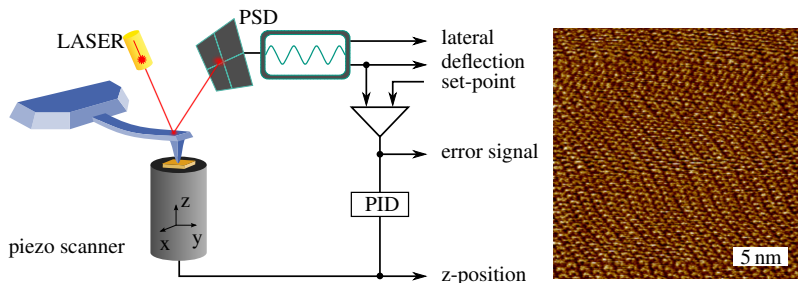 PSD
LASER
lateral
deflection
set-point
error signal
PID
z
x
y
piezo scanner
z-position
5 nm